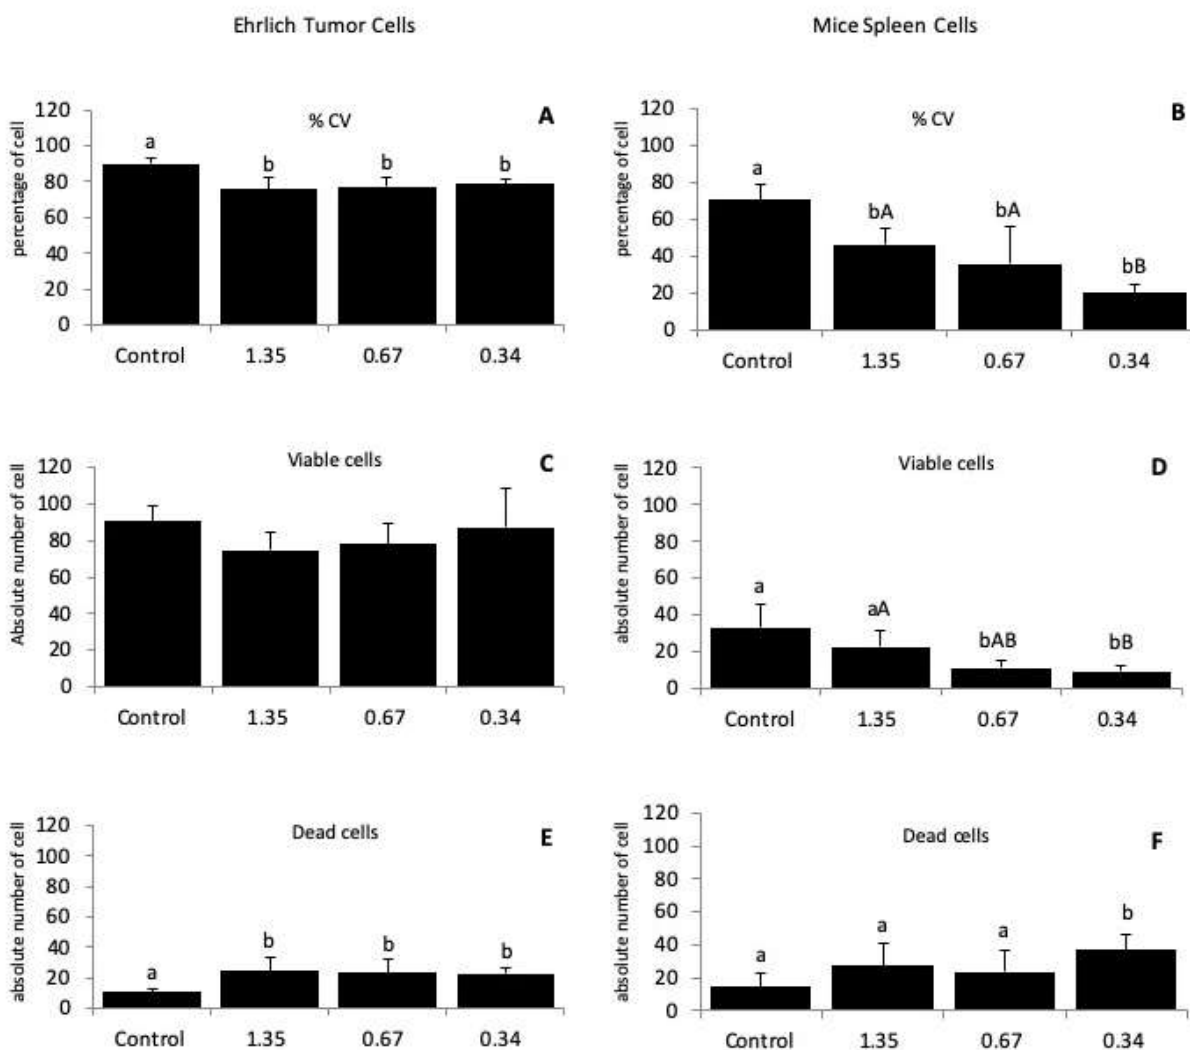 Ehrlich Tumor Cells
Mice Spleen Cells
A
% CV
percentage of cell
120
100
80
60
40
20
0
a
b
b
b
Control 1.35 0.67 0.34
B
% CV
percentage of cell
120
100
80
60
40
20
0
a
bA
bA
bB
Control 1.35 0.67 0.34
C
Viable cells
Absolute number of cell
120
100
80
60
40
20
0
Control 1.35 0.67 0.34
D
Viable cells
absolute number of cell
120
100
80
60
40
20
0
a
aA
bAB
bB
Control 1.35 0.67 0.34
E
Dead cells
absolute number of cell
120
100
80
60
40
20
0
a
b
b
b
Control 1.35 0.67 0.34
F
Dead cells
absolute number of cell
120
100
80
60
40
20
0
a
a
a
b
Control 1.35 0.67 0.34